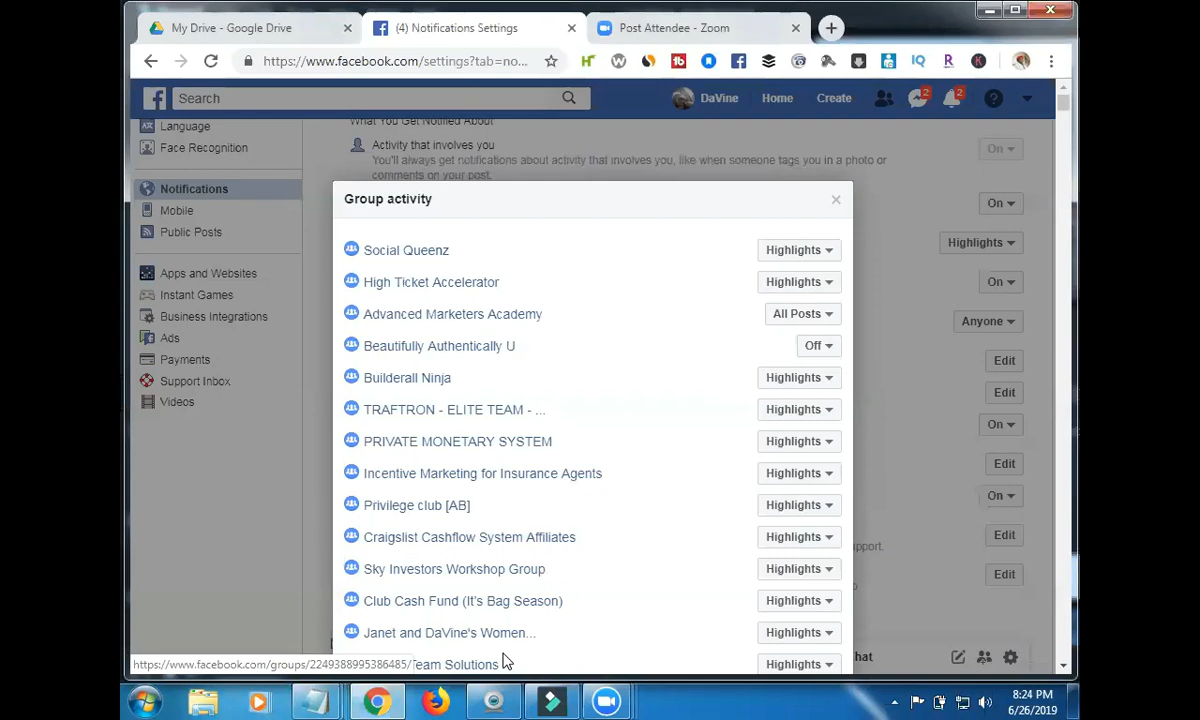 My Drive - Google Drive
(4) Notifications Settings
Post Attendee - Zoom
https://www.facebook.com/settings?tab=no...
Search
DaVine
Home
Create
2
2
Language
Face Recognition
Notifications
Mobile
Public Posts
Apps and Websites
Instant Games
Business Integrations
Ads
Payments
Support Inbox
Videos
What You Get Notified About
Activity that involves you
On
You'll always get notifications about activity that involves you, like when someone tags you in a photo or
comments on your post.
On
Highlights
On
Anyone
Edit
Edit
On
Edit
On
Edit
support.
Edit
Group activity
Social Queenz Highlights
High Ticket Accelerator Highlights
Advanced Marketers Academy All Posts
Beautifully Authentically U Off
Builderall Ninja Highlights
TRAFTRON - ELITE TEAM - ... Highlights
PRIVATE MONETARY SYSTEM Highlights
Incentive Marketing for Insurance Agents Highlights
Privilege club [AB] Highlights
Craigslist Cashflow System Affiliates Highlights
Sky Investors Workshop Group Highlights
Club Cash Fund (It's Bag Season) Highlights
Janet and DaVine's Women... Highlights
Team Solutions Highlights
https://www.facebook.com/groups/2249388995386485/
hat
8:24 PM
6/26/2019